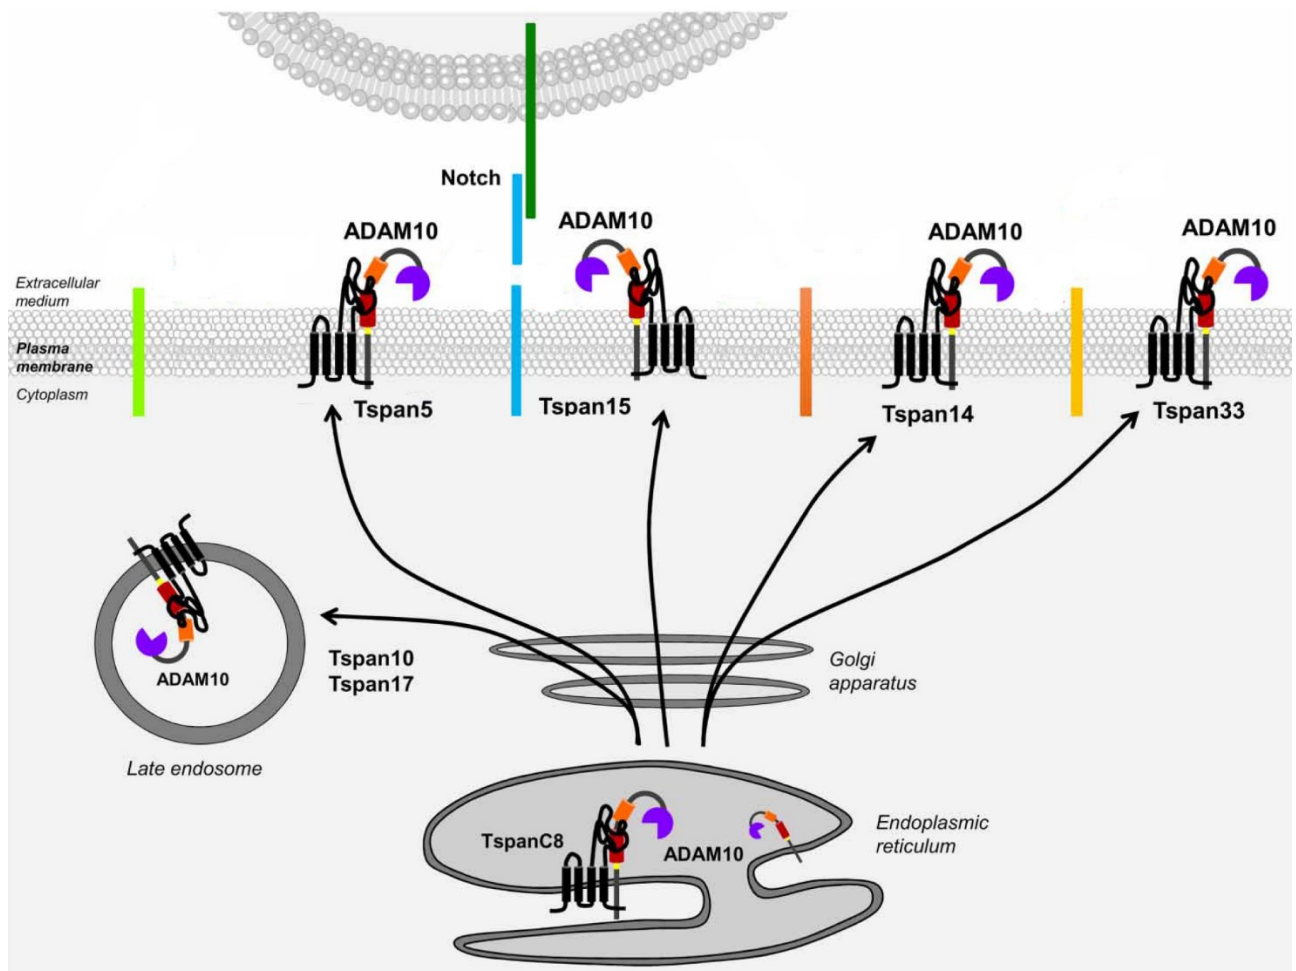 Notch
ADAM10
ADAM10
ADAM10
ADAM10
Extracellular
medium
Plasma
membrane
Cytoplasm
Tspan5
Tspan15
Tspan14
Tspan33
ADAM10
Tspan10
Tspan17
Late endosome
Golgi
apparatus
TspanC8
ADAM10
Endoplasmic
reticulum